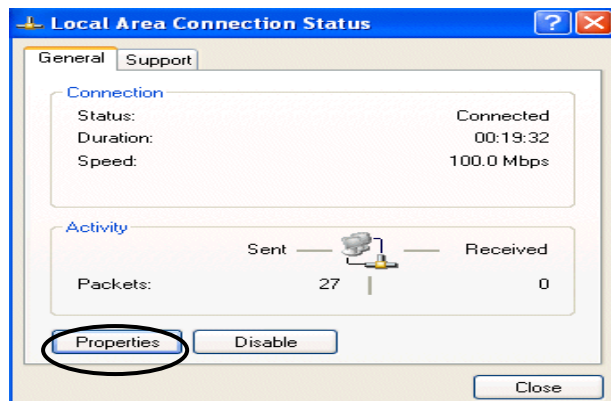 Local Area Connection Status
General Support
Connection
Status: Connected
Duration: 00:19:32
Speed: 100.0 Mbps
Activity
Sent Received
Packets: 27 0
Properties Disable
Close